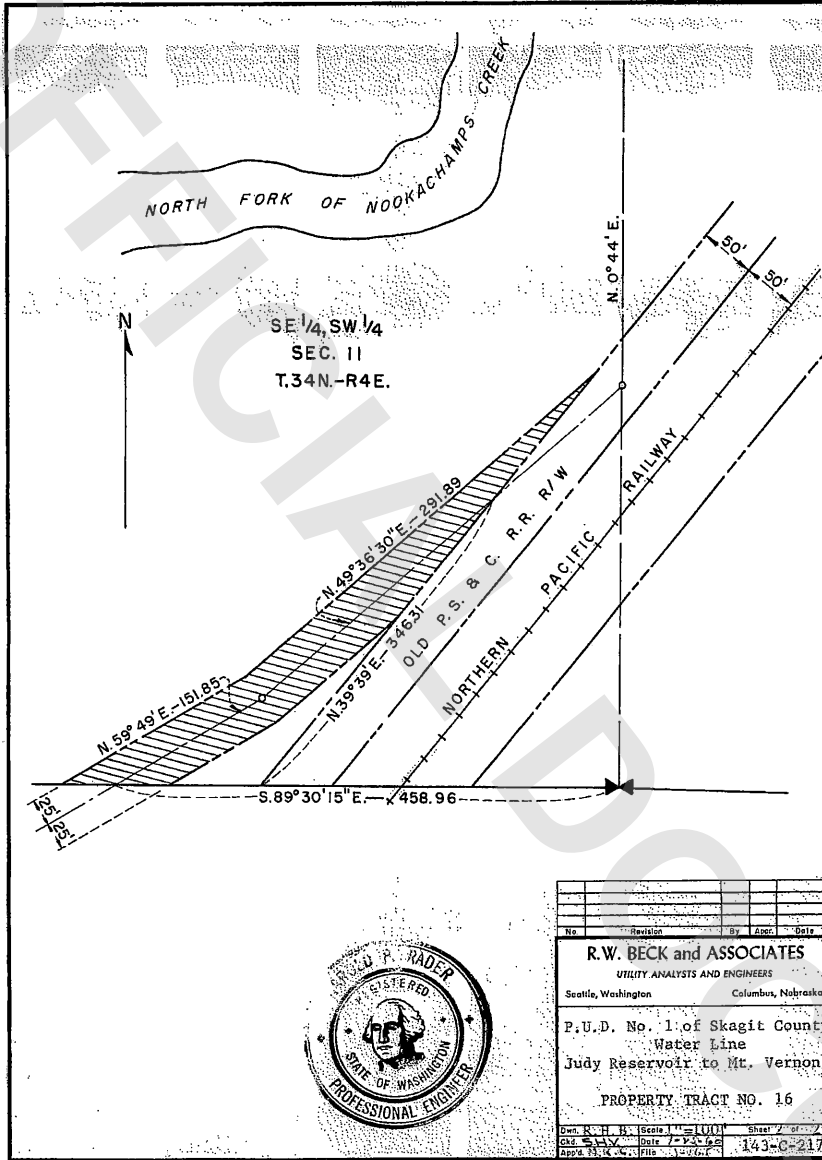 NORTH FORK OF NOOKACHAMPS CREEK
N. 0° 44' E.
50'
50'
N
SE 1/4, SW 1/4
SEC. 11
T. 34N.-R4E.
N. 49° 36' 30" E.-291.89
N. 39° 39' E.-346.31
OLD P. S. & C. R. R. R/W
NORTHERN PACIFIC RAILWAY
N. 59° 49' E.-151.85
25'
25'
S. 89° 30' 15" E.-458.96
P. RADER
REGISTERED
STATE OF WASHINGTON
PROFESSIONAL ENGINEER
No Revision By Appr. Date
R.W. BECK and ASSOCIATES
UTILITY ANALYSTS AND ENGINEERS
Seattle, Washington Columbus, Nebraska
P.U.D. No. 1 of Skagit Count
Water Line
Judy Reservoir to Mt. Vernon
PROPERTY TRACT NO. 16
Dwn. R. H. B. Scale 1"=100' Sheet of
Ckd. S.H.V. Date
App'd. File 143-C-217